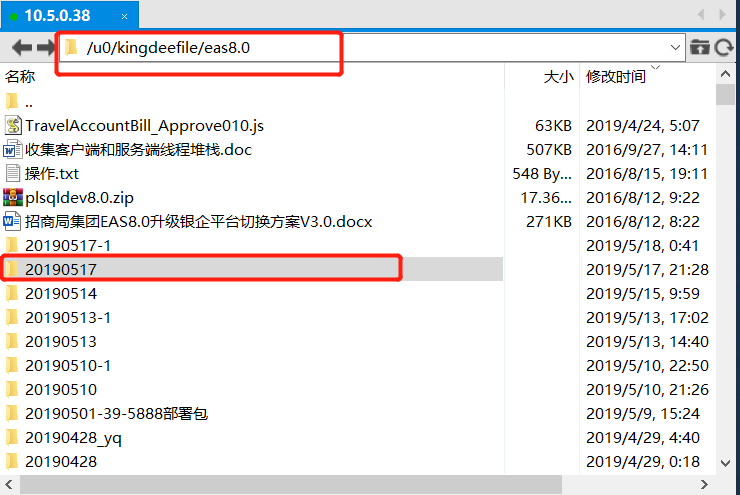 10.5.0.38 ×
/u0/kingdeefile/eas8.0
名称 大小 修改时间
..
TravelAccountBill_Approve010.js 63KB 2019/4/24, 5:07
收集客户端和服务端线程堆栈.doc 507KB 2016/9/27, 14:11
操作.txt 548 By... 2016/8/15, 19:11
plsqldev8.0.zip 17.36... 2016/8/12, 9:22
招商局集团EAS8.0升级银企平台切换方案V3.0.docx 271KB 2016/8/12, 8:22
20190517-1 2019/5/18, 0:41
20190517 2019/5/17, 21:28
20190514 2019/5/15, 9:59
20190513-1 2019/5/13, 17:02
20190513 2019/5/13, 14:40
20190510-1 2019/5/10, 22:50
20190510 2019/5/10, 21:26
20190501-39-5888部署包 2019/5/9, 15:24
20190428_yq 2019/4/29, 4:40
20190428 2019/4/29, 0:18